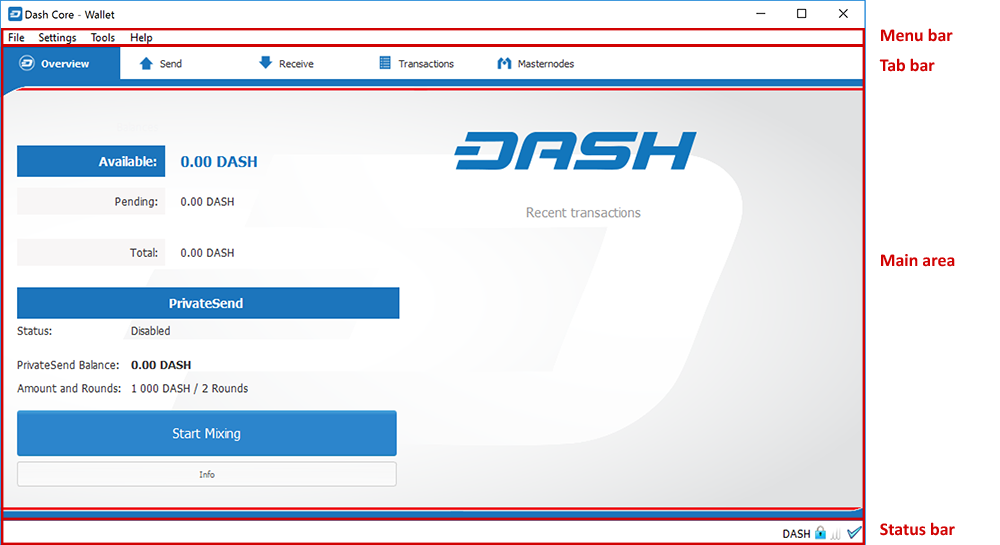 Dash Core - Wallet
File Settings Tools Help
Menu bar
Overview Send Receive Transactions Masternodes
Tab bar
DASH
Available: 0.00 DASH
Pending: 0.00 DASH
Recent transactions
Total: 0.00 DASH
Main area
PrivateSend
Status: Disabled
PrivateSend Balance: 0.00 DASH
Amount and Rounds: 1 000 DASH / 2 Rounds
Start Mixing
Info
DASH
Status bar